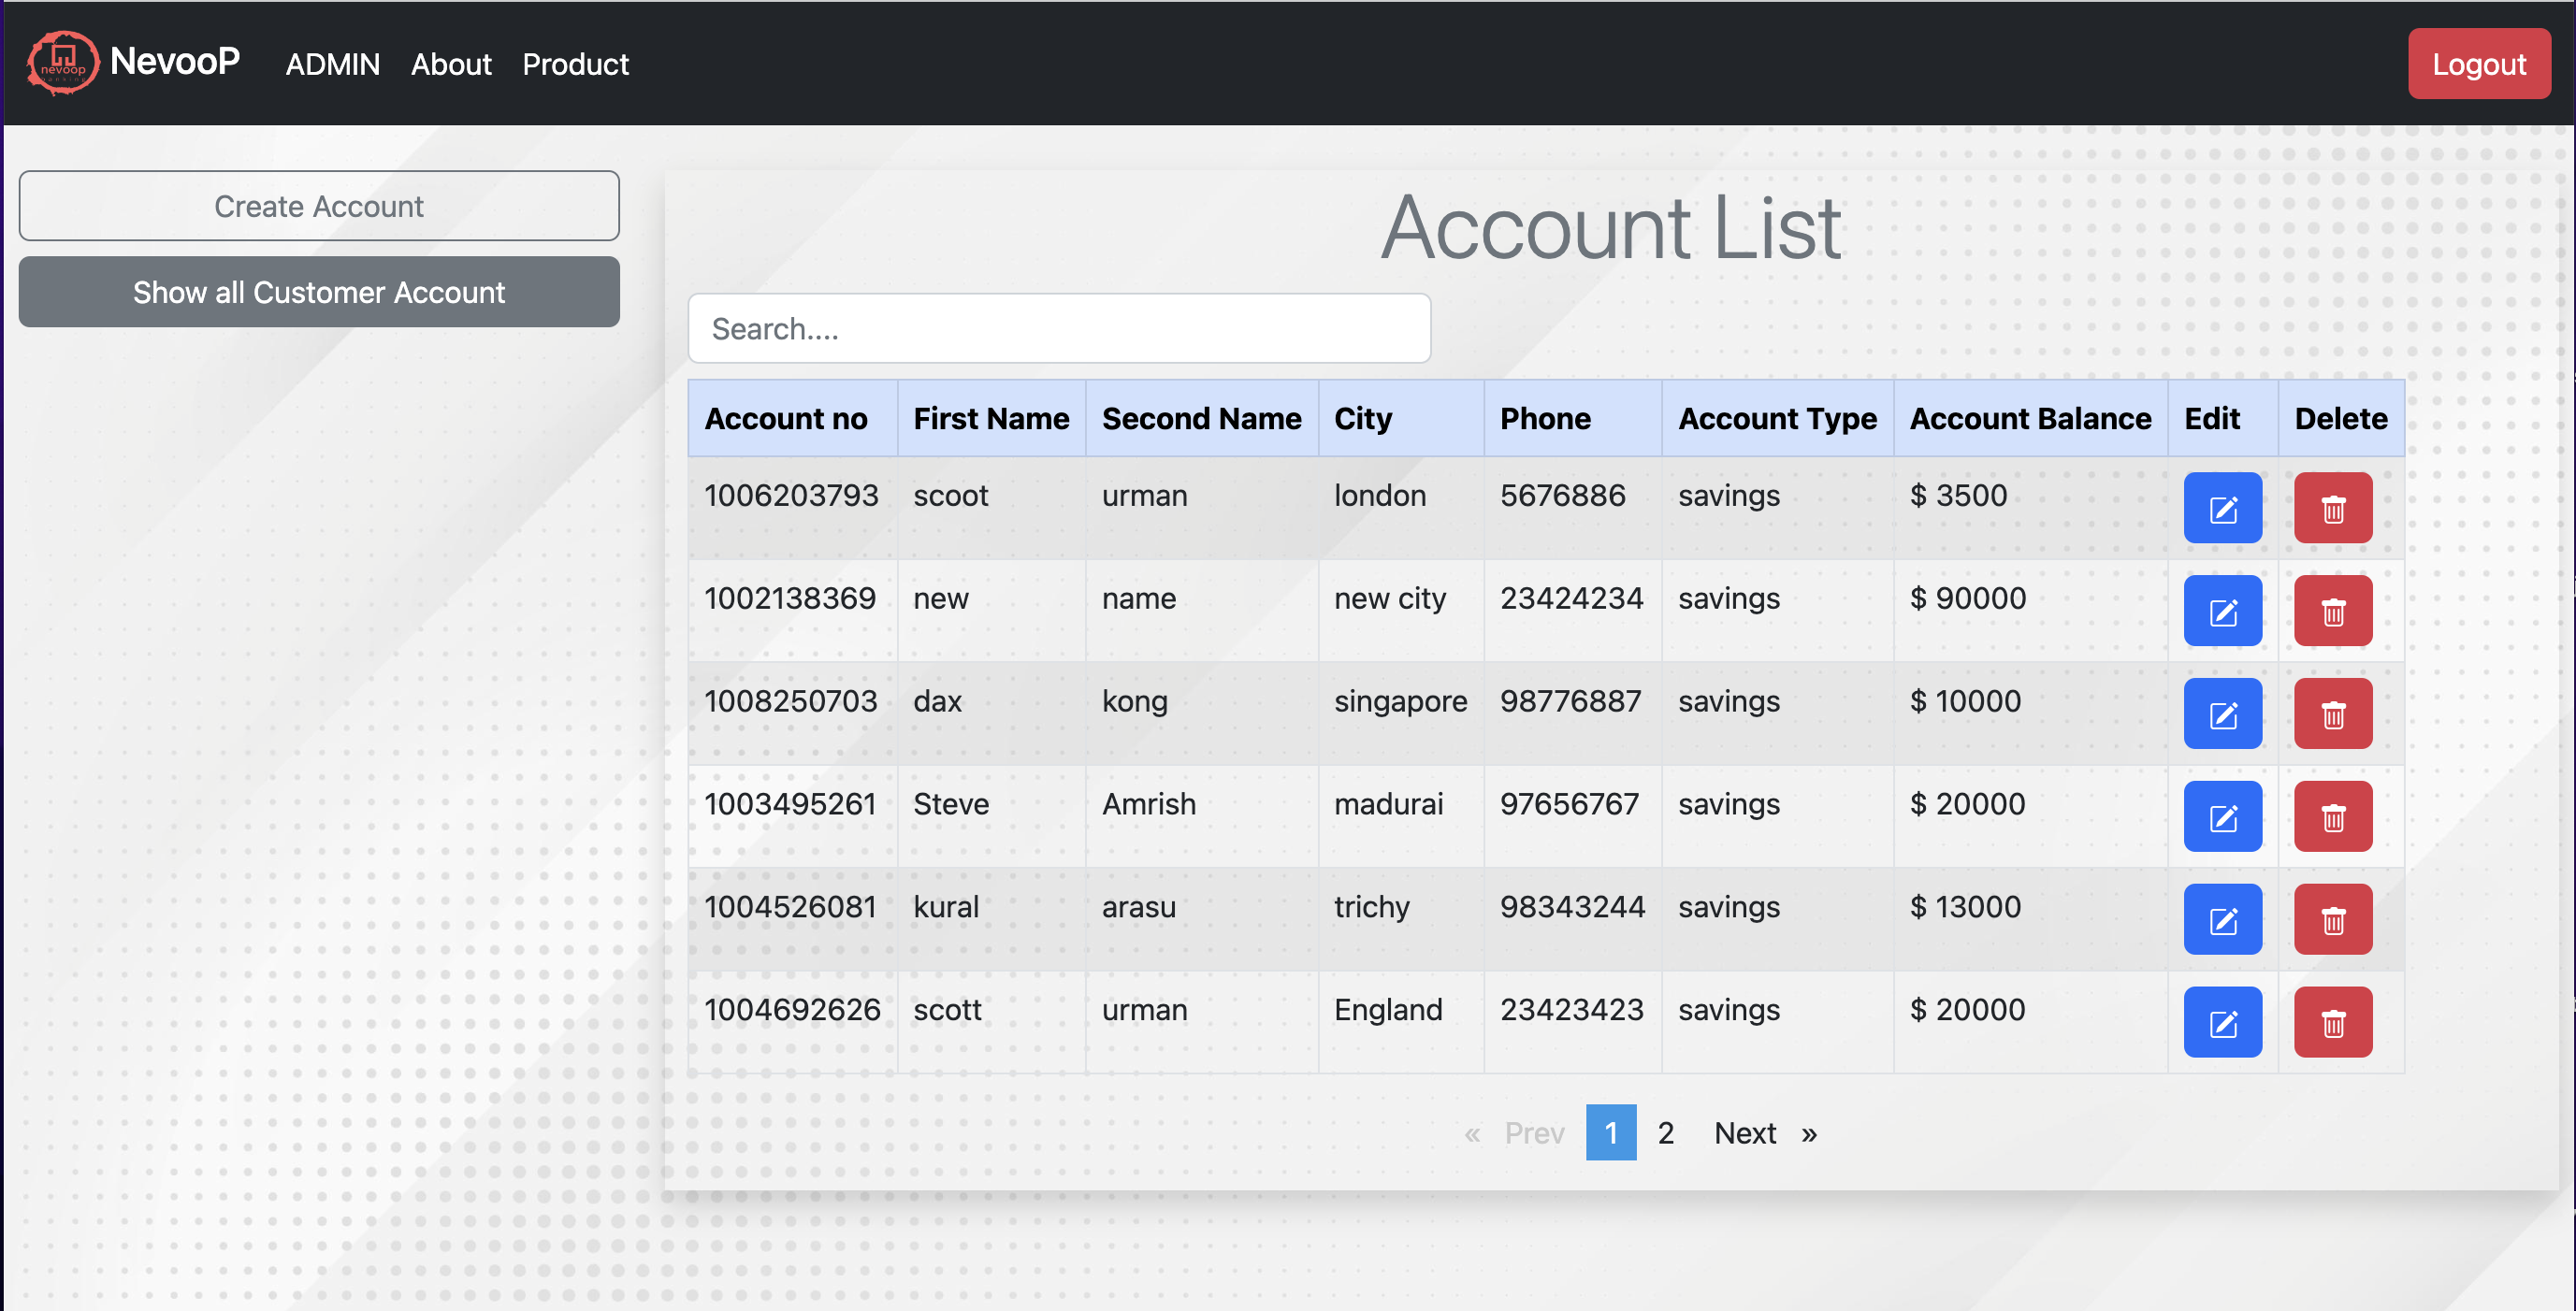 nevoop
NevooP ADMIN About Product Logout
Create Account
Show all Customer Account
Account List
Search....
Account no First Name Second Name City Phone Account Type Account Balance Edit Delete
1006203793 scoot urman london 5676886 savings $ 3500
1002138369 new name new city 23424234 savings $ 90000
1008250703 dax kong singapore 98776887 savings $ 10000
1003495261 Steve Amrish madurai 97656767 savings $ 20000
1004526081 kural arasu trichy 98343244 savings $ 13000
1004692626 scott urman England 23423423 savings $ 20000
« Prev 1 2 Next »